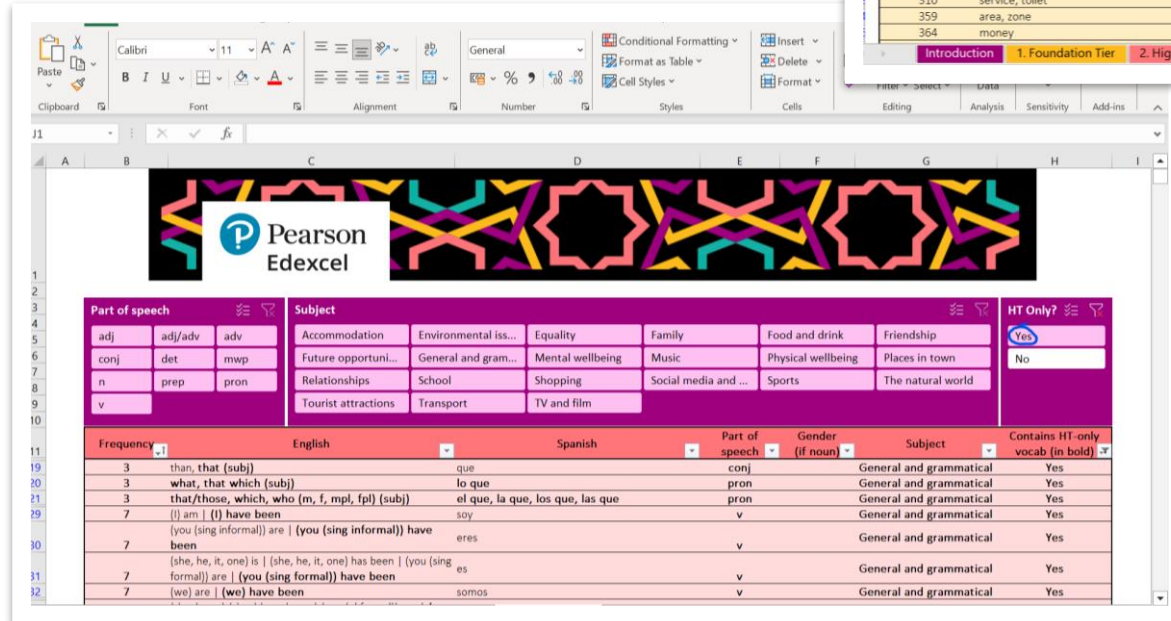 310 service, toilet
359 area, zone
364 money
Introduction 1. Foundation Tier 2. Hig
Paste
Calibri 11 A^ A˅
General
% 9
Conditional Formatting
Format as Table
Cell Styles
Insert
Delete
Format
Clipboard Font Alignment Number Styles Cells Editing Analysis Sensitivity Add-ins
J1 fx
A B C D E F G H I
Pearson
Edexcel
Part of speech
adj adj/adv adv
conj det mwp
n prep pron
v
Subject
Accommodation Environmental iss... Equality Family Food and drink Friendship
Future opportuni... General and gram... Mental wellbeing Music Physical wellbeing Places in town
Relationships School Shopping Social media and ... Sports The natural world
Tourist attractions Transport TV and film
HT Only?
Yes
No
Frequency English Spanish Part of speech Gender (if noun) Subject Contains HT-only vocab (in bold)
19 3 than, that (subj) que conj General and grammatical Yes
20 3 what, that which (subj) lo que pron General and grammatical Yes
21 3 that/those, which, who (m, f, mpl, fpl) (subj) el que, la que, los que, las que pron General and grammatical Yes
29 7 (I) am | (I) have been soy v General and grammatical Yes
30 7 (you (sing informal)) are | (you (sing informal)) have been eres v General and grammatical Yes
31 7 (she, he, it, one) is | (she, he, it, one) has been | (you (sing formal)) are | (you (sing formal)) have been es v General and grammatical Yes
32 7 (we) are | (we) have been somos v General and grammatical Yes